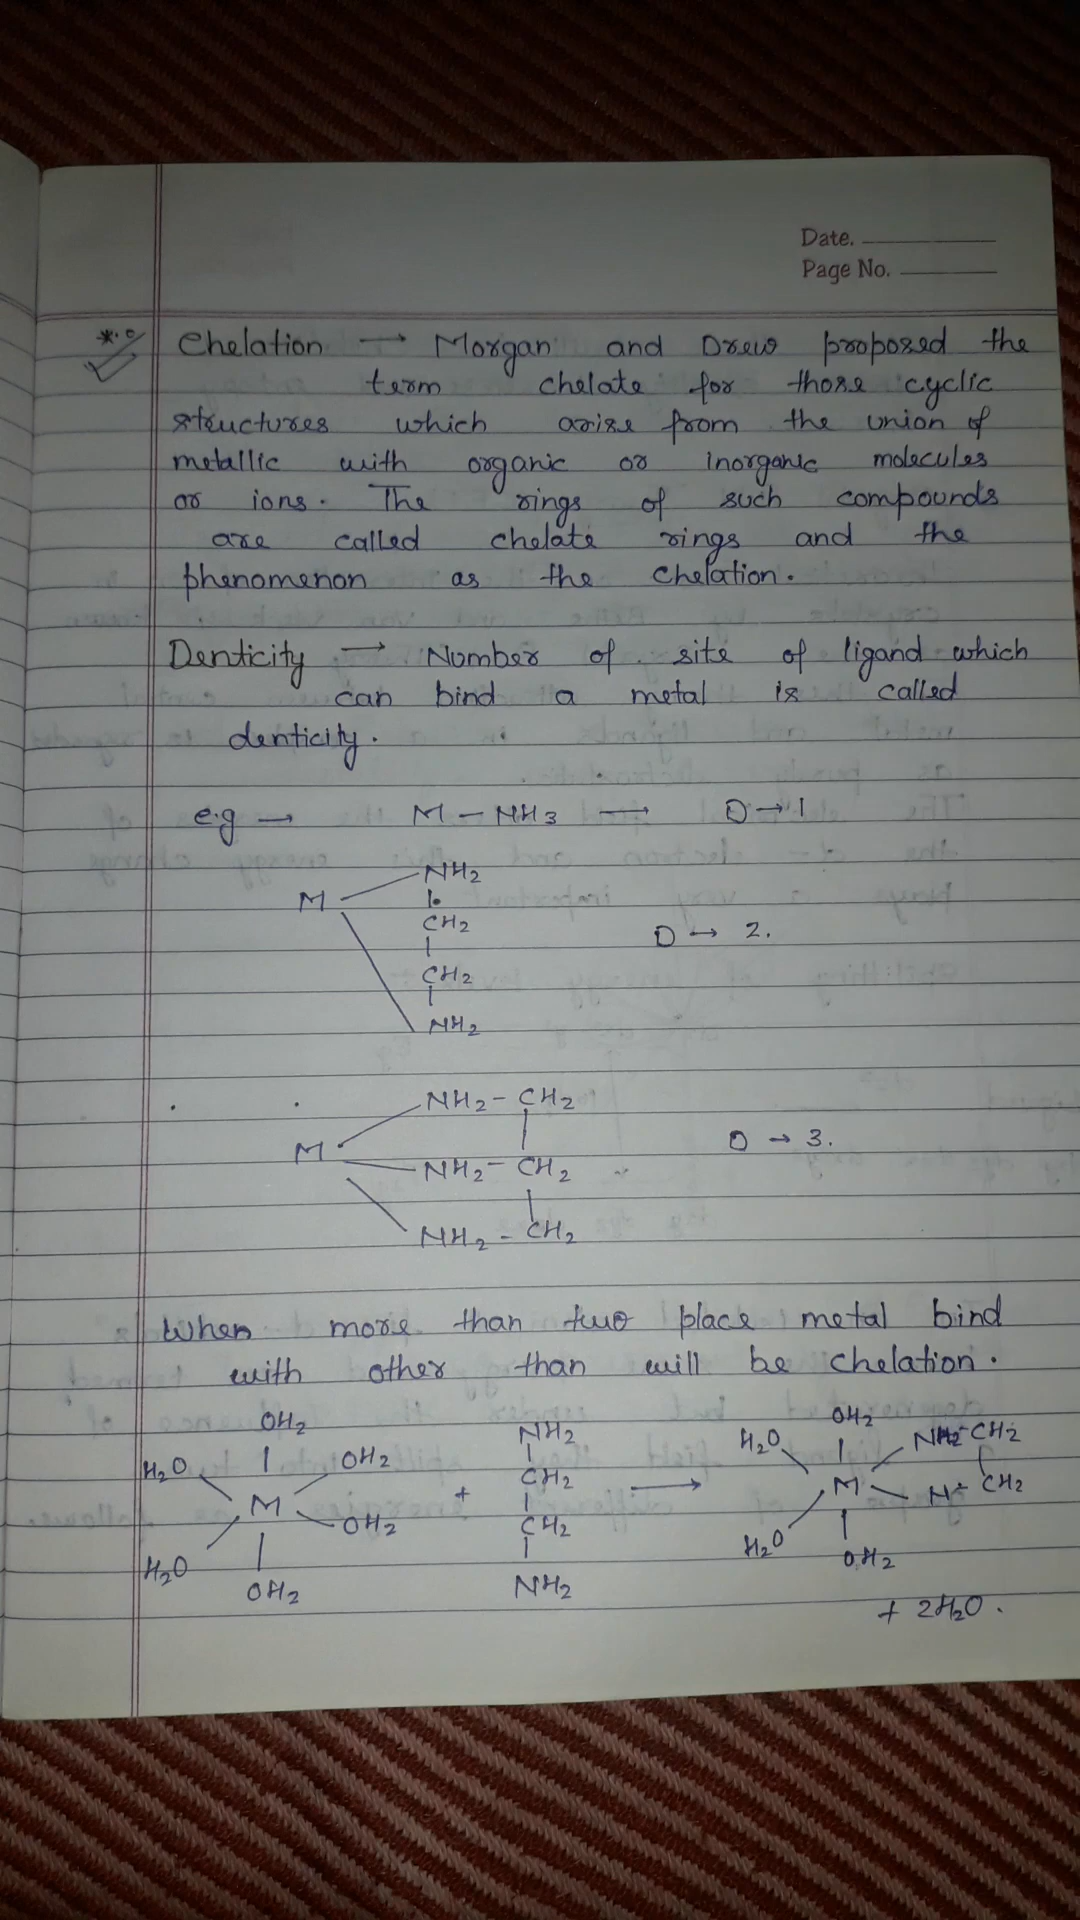 Date.
Page No.
Chelation → Morgan and Drew proposed the
term chelate for those cyclic
structures which arise from the union of
metallic with organic or inorganic molecules
or ions. The rings of such compounds
are called chelate rings and the
phenomenon as the chelation.
Denticity → Number of site of ligand which
can bind a metal is called
denticity.
e.g → M - NH3 → D → 1
NH2
M
CH2
D → 2.
CH2
NH2
NH2 - CH2
M
D → 3.
NH2 - CH2
NH2 - CH2
When more than two place metal bind
with other than will be chelation.
OH2 NH2 OH2
H2O OH2 CH2 H2O NH2 - CH2
M + → M
OH2 CH2 N CH2
H2O OH2 NH2 H2O OH2
+ 2H2O.